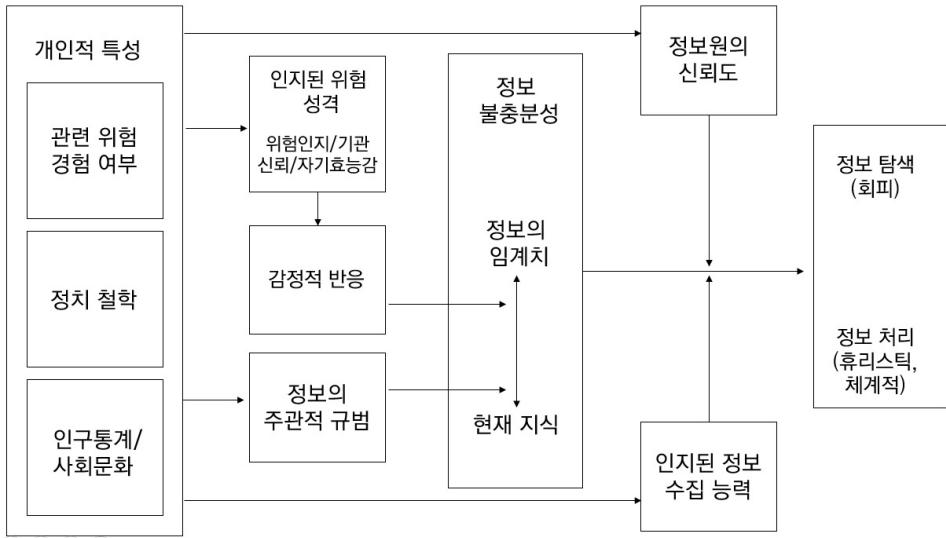 개인적 특성
관련 위험
경험 여부
정치 철학
인구통계/
사회문화
인지된 위험
성격
위험인지/기관
신뢰/자기효능감
감정적 반응
정보의
주관적 규범
정보
불충분성
정보의
임계치
현재 지식
정보원의
신뢰도
인지된 정보
수집 능력
정보 탐색
(회피)
정보 처리
(휴리스틱,
체계적)